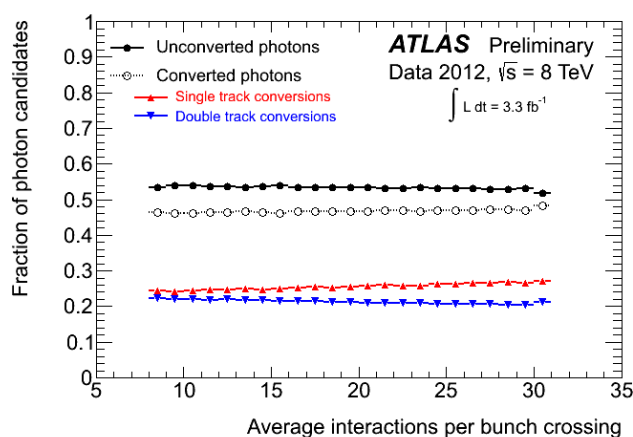 Fraction of photon candidates
1
0.9
0.8
0.7
0.6
0.5
0.4
0.3
0.2
0.1
0
Unconverted photons
Converted photons
Single track conversions
Double track conversions
ATLAS Preliminary
Data 2012, √s = 8 TeV
∫ L dt = 3.3 fb⁻¹
5 10 15 20 25 30 35
Average interactions per bunch crossing